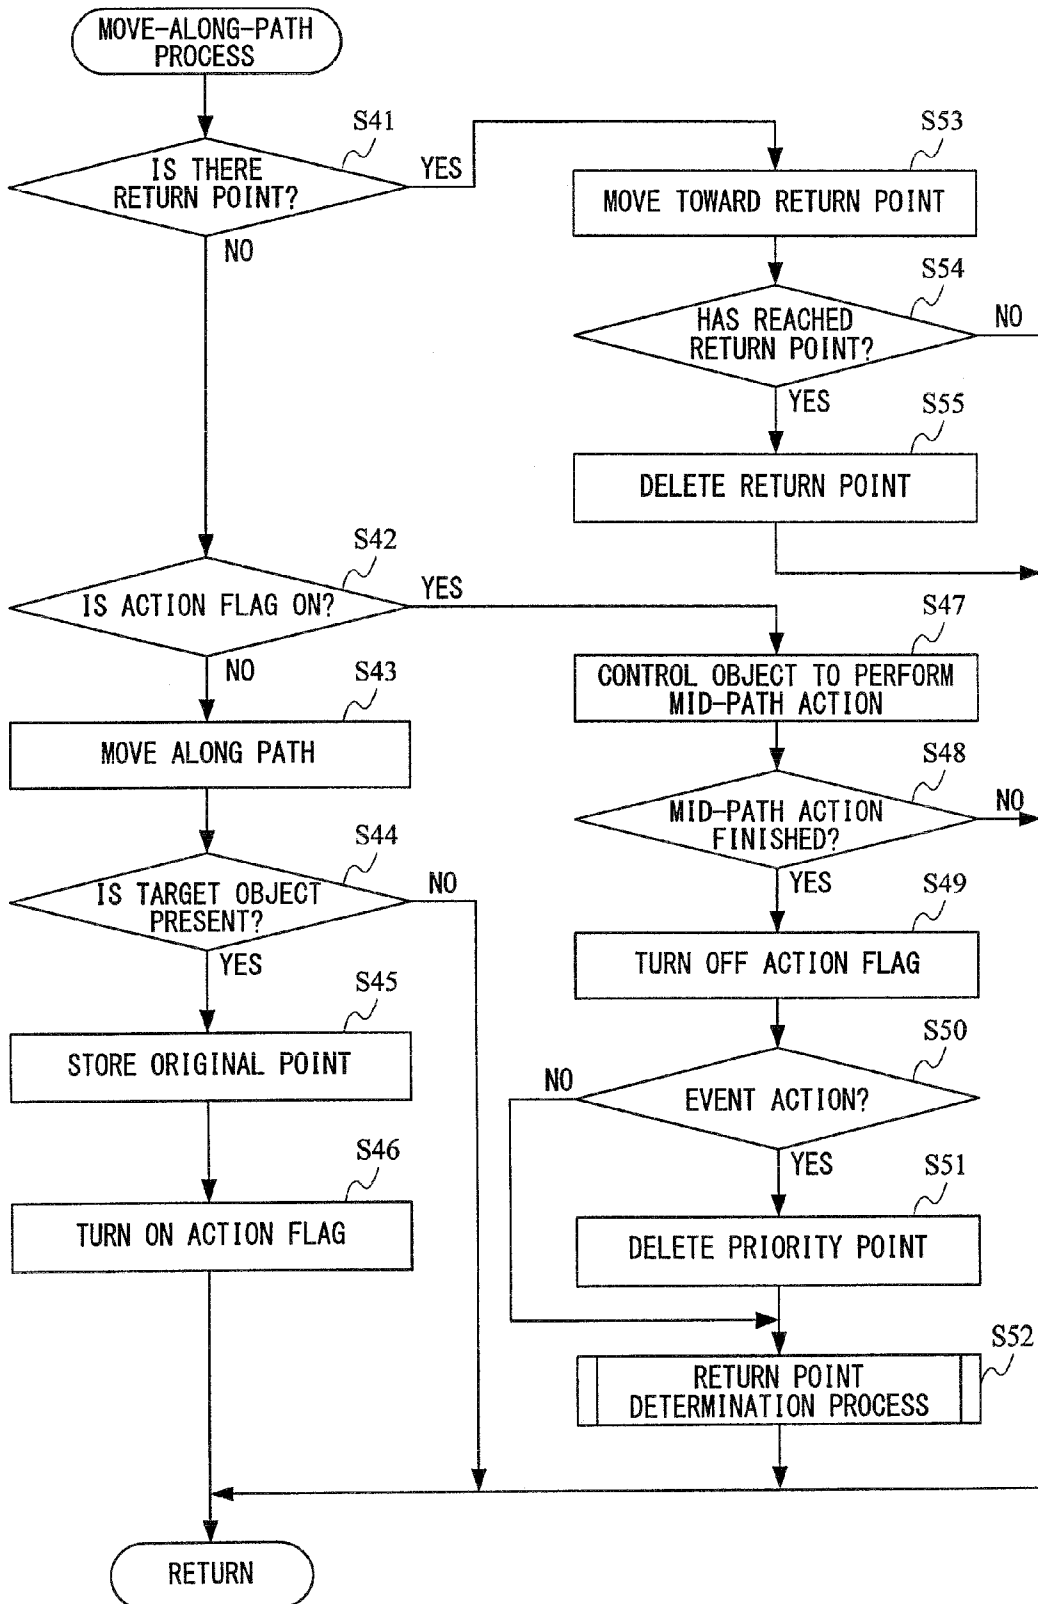 MOVE-ALONG-PATH
PROCESS
S41
IS THERE
RETURN POINT?
YES
NO
S53
MOVE TOWARD RETURN POINT
S54
HAS REACHED
RETURN POINT?
NO
YES
S55
DELETE RETURN POINT
S42
IS ACTION FLAG ON?
YES
NO
S43
MOVE ALONG PATH
S44
IS TARGET OBJECT
PRESENT?
NO
YES
S45
STORE ORIGINAL POINT
S46
TURN ON ACTION FLAG
S47
CONTROL OBJECT TO PERFORM
MID-PATH ACTION
S48
MID-PATH ACTION
FINISHED?
NO
YES
S49
TURN OFF ACTION FLAG
S50
EVENT ACTION?
NO
YES
S51
DELETE PRIORITY POINT
S52
RETURN POINT
DETERMINATION PROCESS
RETURN